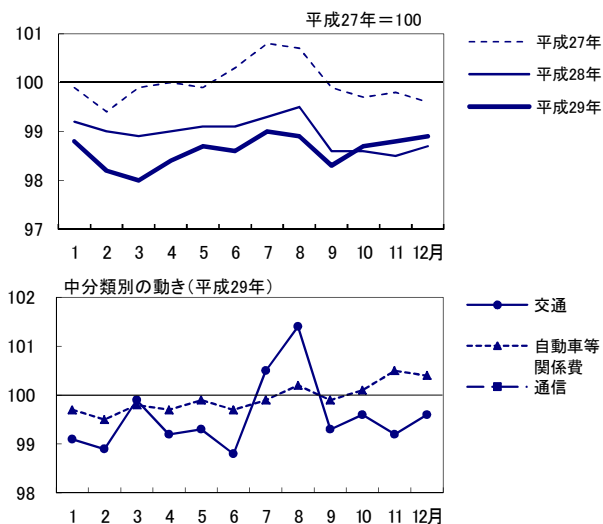 平成27年＝100
101
100
99
98
97
1 2 3 4 5 6 7 8 9 10 11 12月
平成27年
平成28年
平成29年
中分類別の動き（平成29年）
102
101
100
99
98
1 2 3 4 5 6 7 8 9 10 11 12月
交通
自動車等
関係費
通信